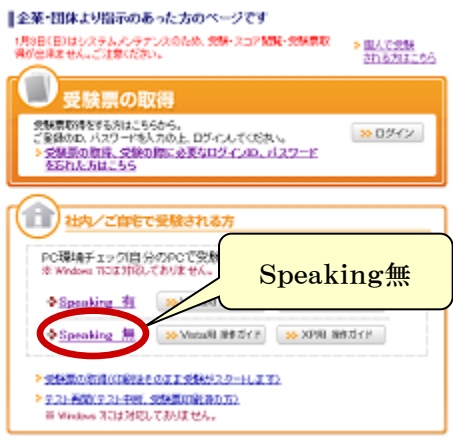 企業・団体より指示のあった方のページです
1月9日(日)はシステムメンテナンスのため、受験・スコア閲覧・受験票取
得が出来ません。ご注意ください。
個人で受験
される方はこちら
受験票の取得
受験票取得をする方はこちらから。
ご登録のID、パスワードを入力の上、ログインしてください。
受験票の取得、受験の際に必要なログインID、パスワード
を忘れた方はこちら
>> ログイン
社内/ご自宅で受験される方
PC環境チェック(自分のPCで受験
※ Windows 7には対応しておりません。
Speaking無
Speaking 有
Speaking 無
>> Vista用 操作ガイド
>> XP用 操作ガイド
受験票の取得(印刷後そのまま受験がスタートします)
テスト再開(テスト中断、受験票印刷済の方)
※ Windows 7には対応しておりません。